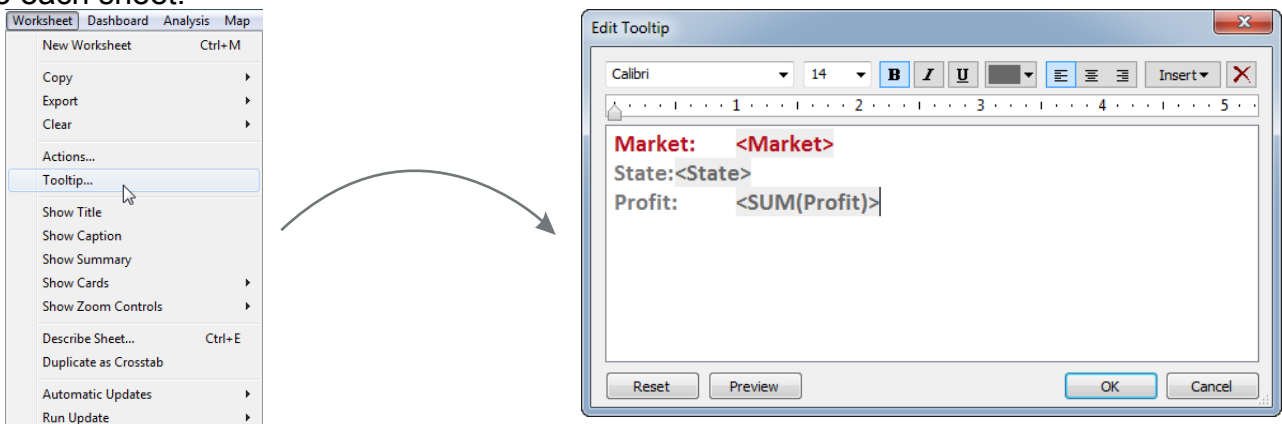 each sheet.
Worksheet Dashboard Analysis Map
New Worksheet Ctrl+M
Copy
Export
Clear
Actions...
Tooltip...
Show Title
Show Caption
Show Summary
Show Cards
Show Zoom Controls
Describe Sheet... Ctrl+E
Duplicate as Crosstab
Automatic Updates
Run Update
Edit Tooltip
Calibri 14 B I U Insert
1 2 3 4 5
Market: <Market>
State:<State>
Profit: <SUM(Profit)>
Reset Preview OK Cancel